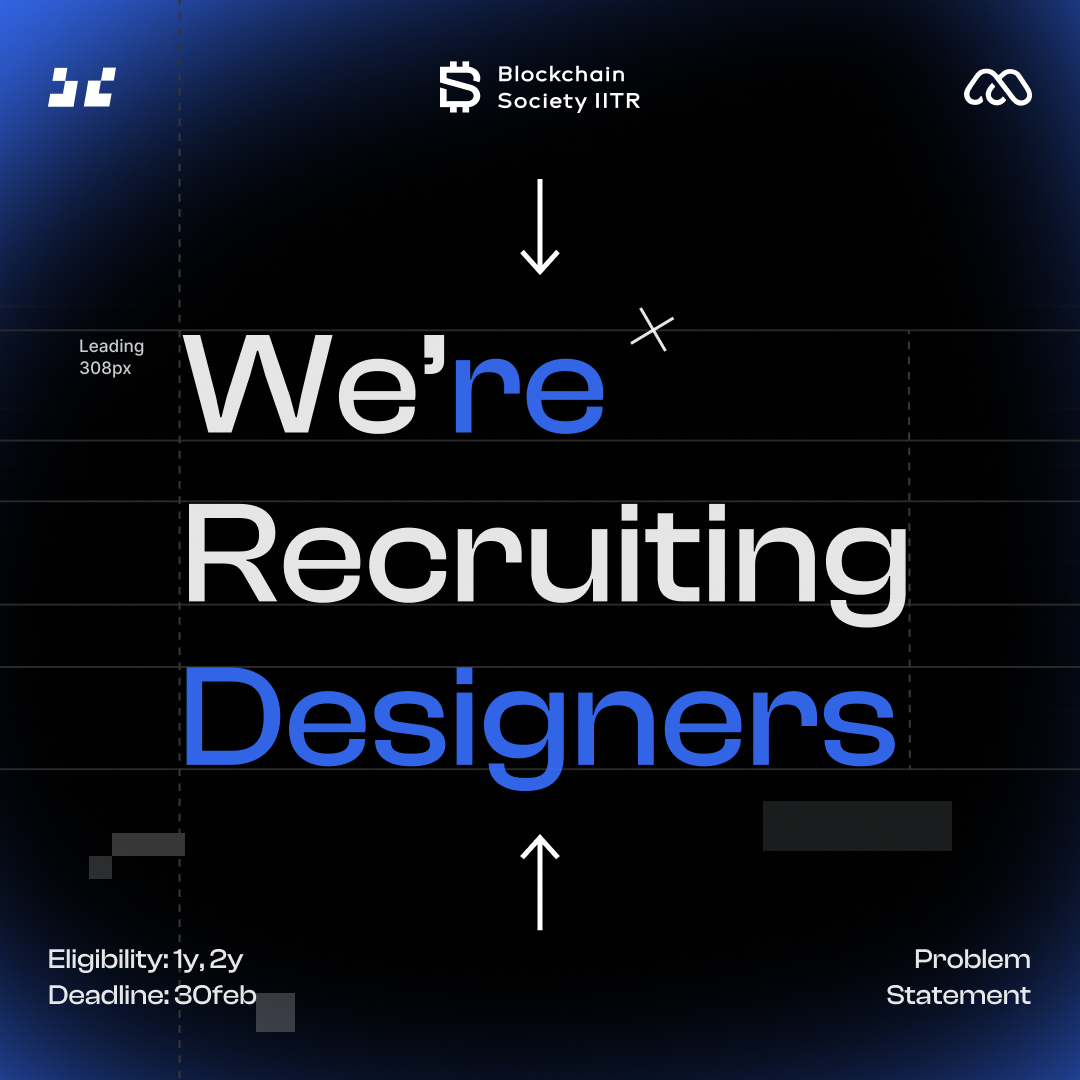 Blockchain
Society IITR
Leading
308px
We’re
Recruiting
Designers
Eligibility: 1y, 2y
Deadline: 30feb
Problem
Statement